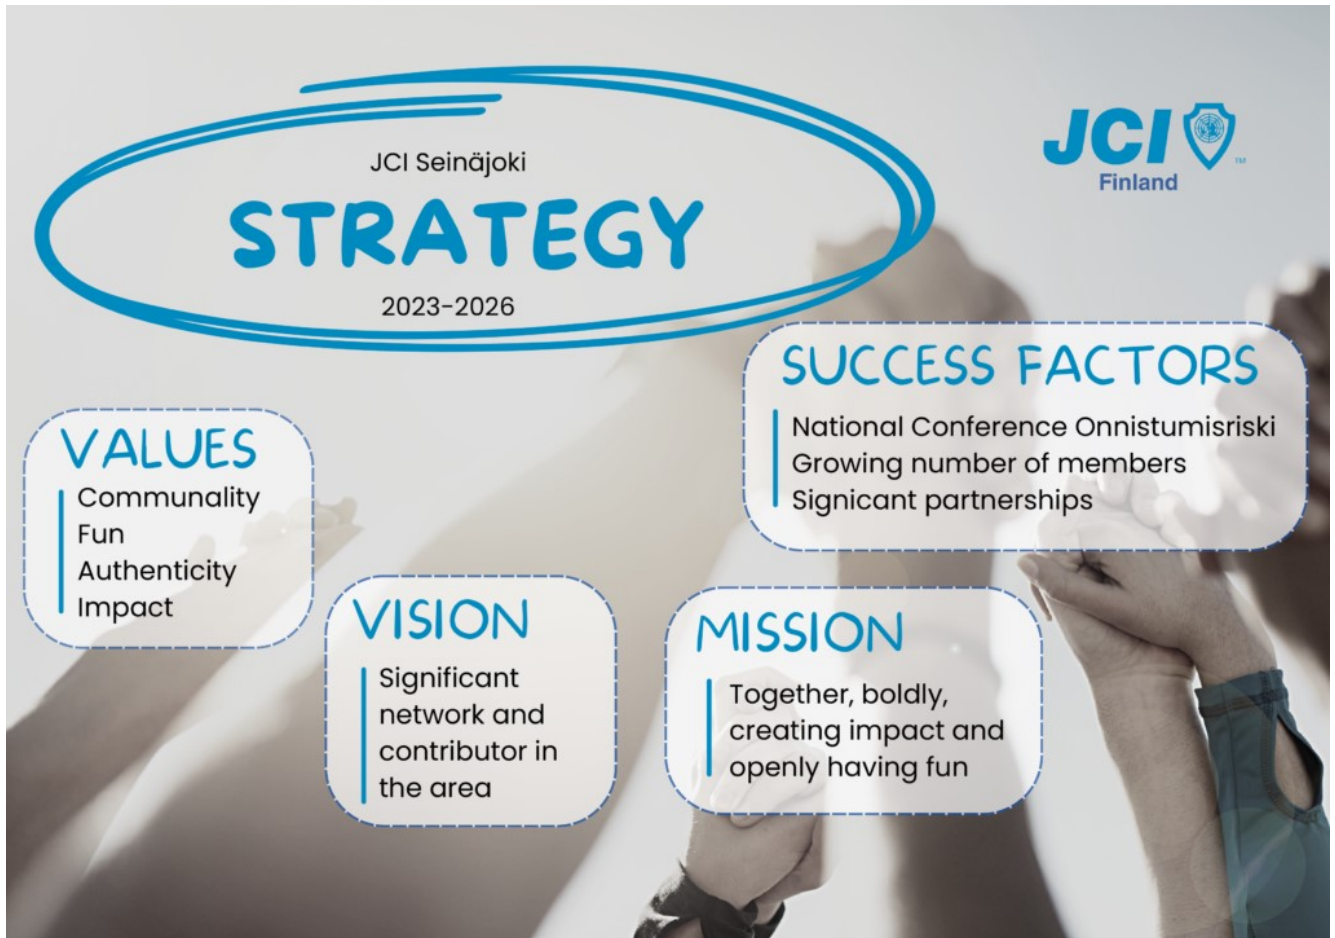 JCI Seinäjoki
STRATEGY
2023-2026
JCI
TM
Finland
SUCCESS FACTORS
National Conference Onnistumisriski
Growing number of members
Signicant partnerships
VALUES
Communality
Fun
Authenticity
Impact
VISION
Significant
network and
contributor in
the area
MISSION
Together, boldly,
creating impact and
openly having fun